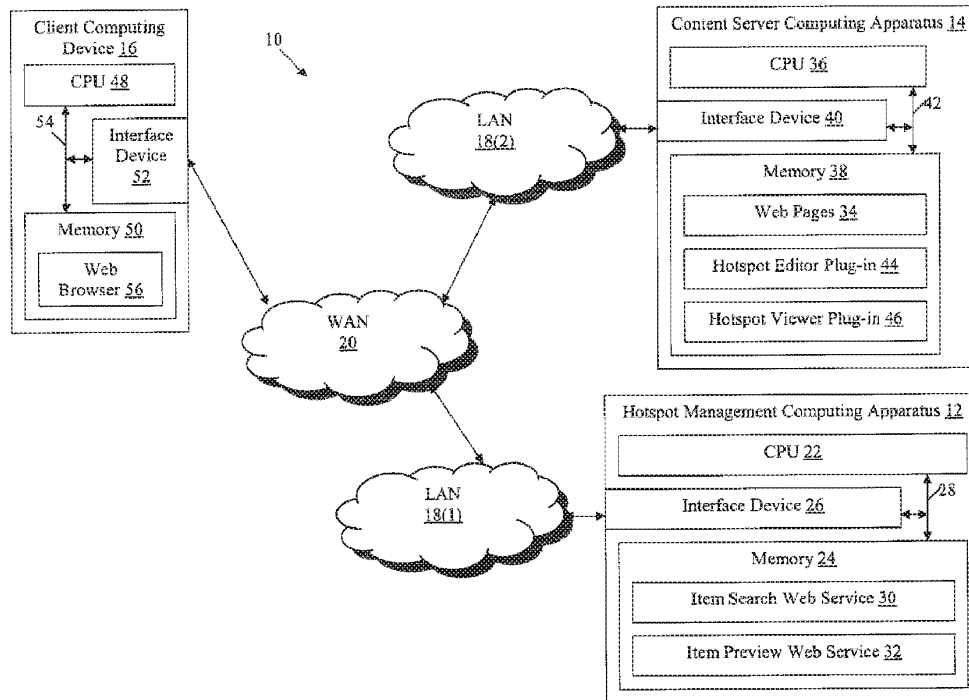 Client Computing
Device 16
CPU 48
54
Interface
Device
52
Memory 50
Web
Browser 56
10
LAN
18(2)
WAN
20
LAN
18(1)
Content Server Computing Apparatus 14
CPU 36
42
Interface Device 40
Memory 38
Web Pages 34
Hotspot Editor Plug-in 44
Hotspot Viewer Plug-in 46
Hotspot Management Computing Apparatus 12
CPU 22
28
Interface Device 26
Memory 24
Item Search Web Service 30
Item Preview Web Service 32